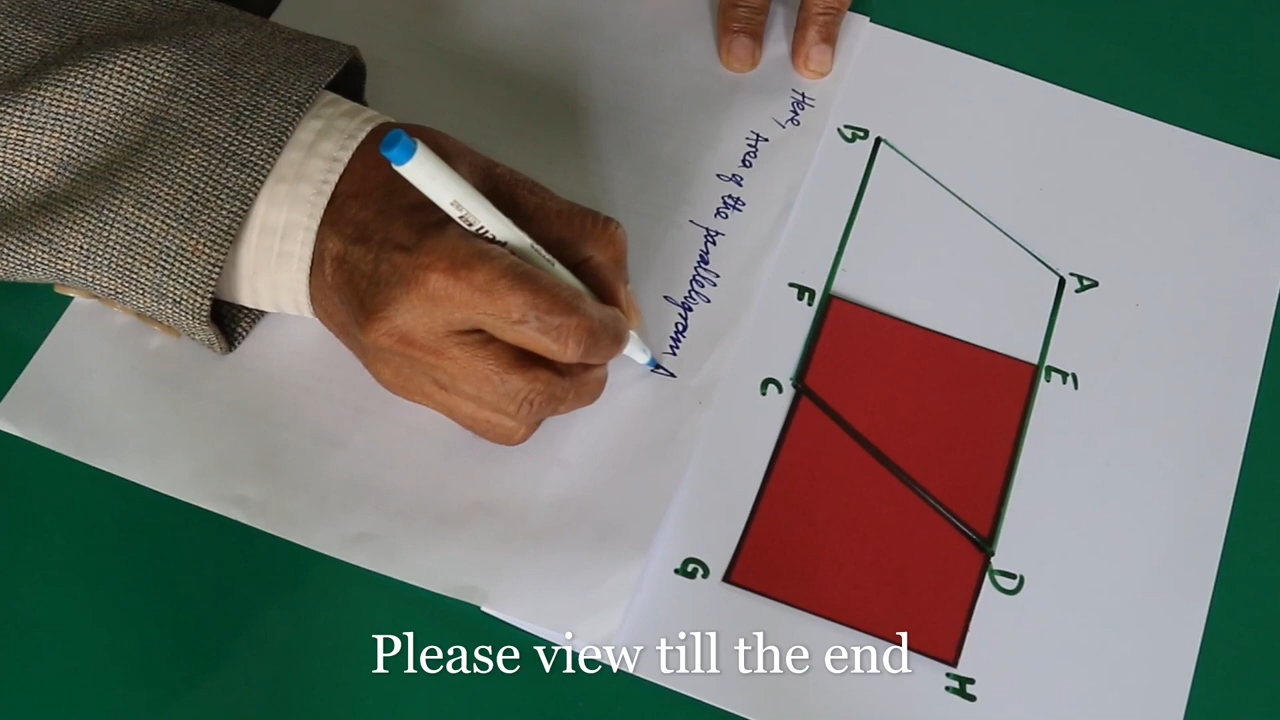 Here,
Area of the parallelogram A
B
A
F
E
C
D
G
H
Please view till the end